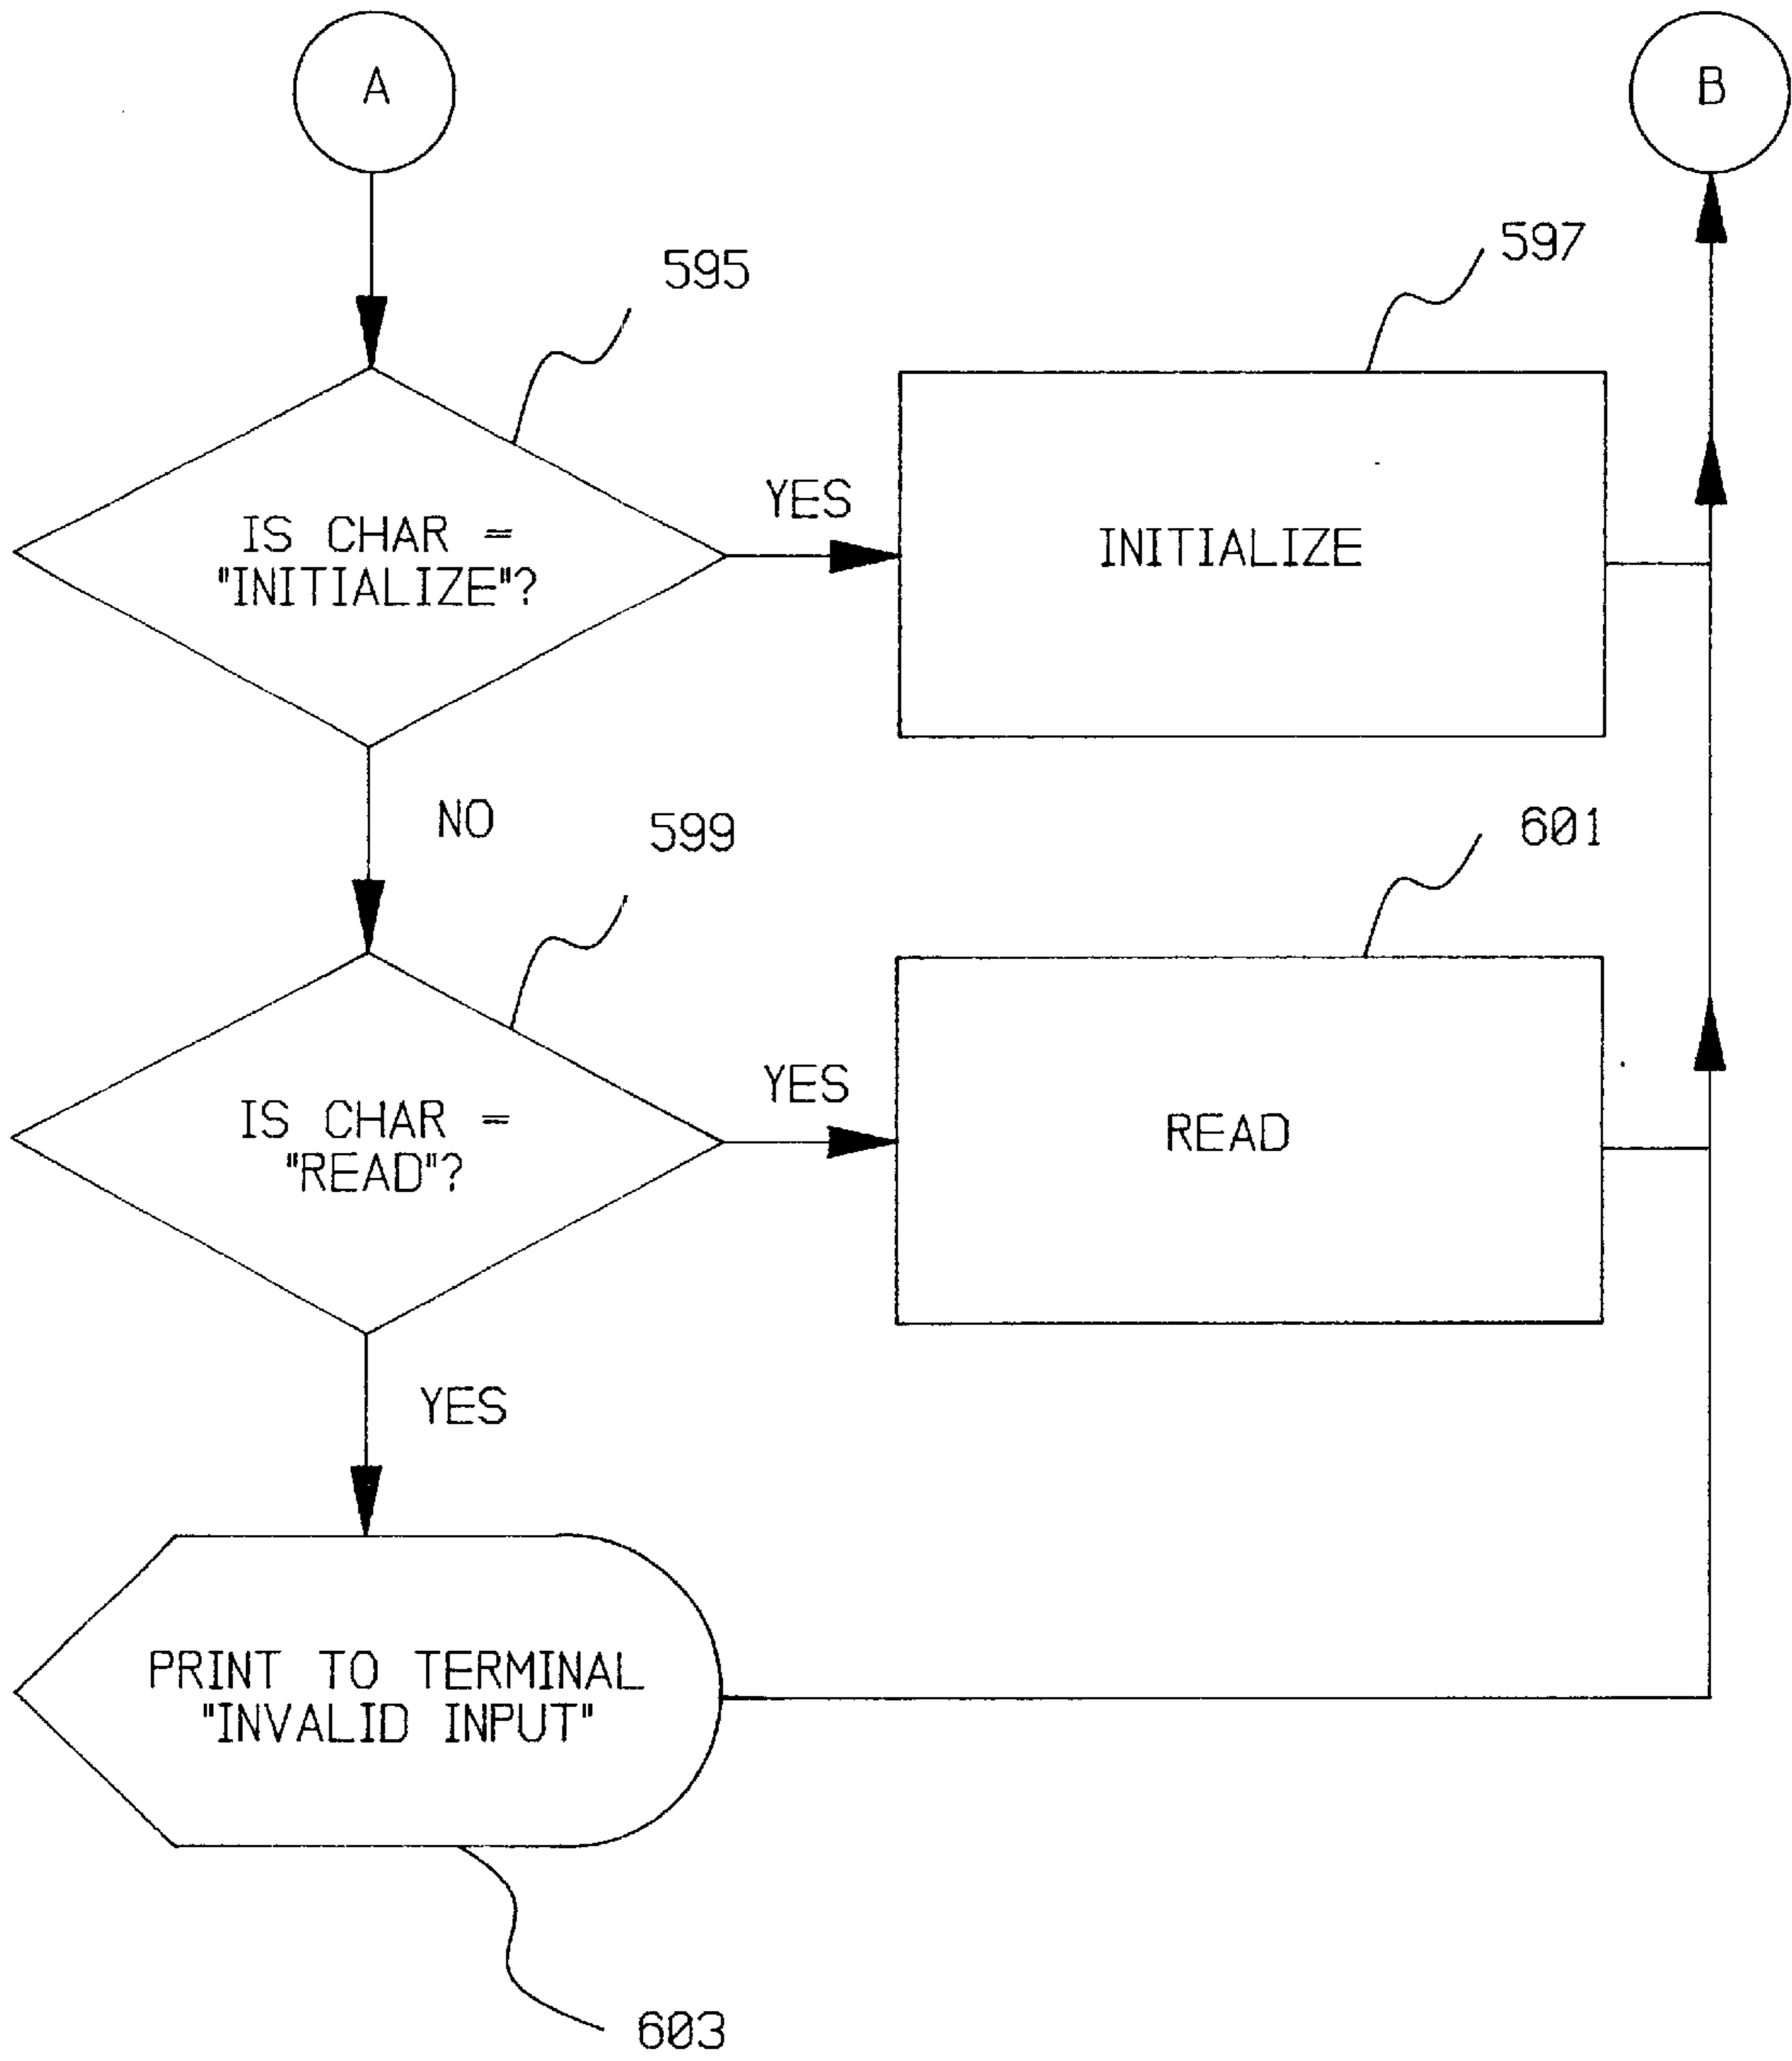 A
B
595
597
IS CHAR =
"INITIALIZE"?
YES
INITIALIZE
NO
599
601
IS CHAR =
"READ"?
YES
READ
YES
PRINT TO TERMINAL
"INVALID INPUT"
603